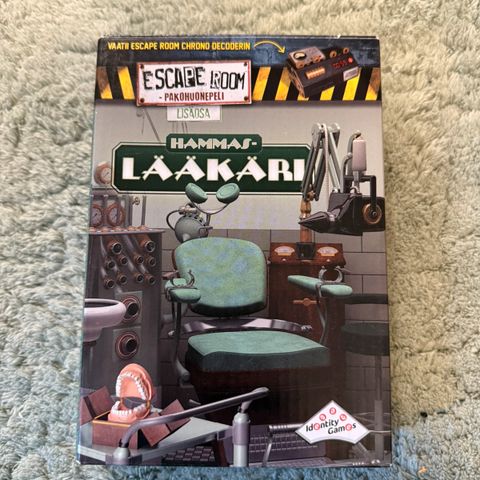 VAATII ESCAPE ROOM CHRONO DECODERIN
ESCAPE ROOM
- PAKOHUONEPELI
LISÄOSA
HAMMAS-
LÄÄKÄRI
Identity
Games